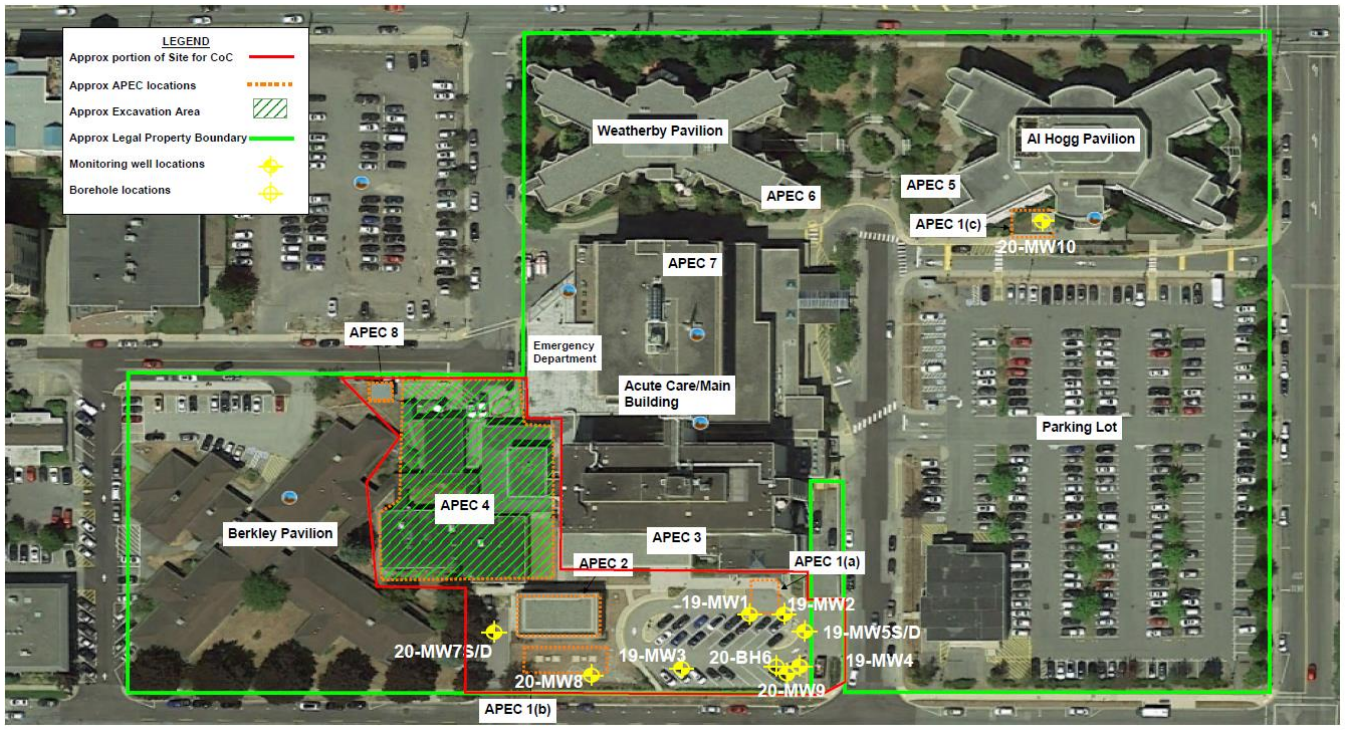 LEGEND
Approx portion of Site for CoC
Approx APEC locations
Approx Excavation Area
Approx Legal Property Boundary
Monitoring well locations
Borehole locations
Weatherby Pavilion
Al Hogg Pavilion
APEC 6
APEC 5
APEC 1(c)
20-MW10
APEC 7
APEC 8
Emergency
Department
Acute Care/Main
Building
Parking Lot
APEC 4
Berkley Pavilion
APEC 3
APEC 2
APEC 1(a)
19-MW1
19-MW2
19-MW5S/D
20-MW7S/D
19-MW3
20-BH6
19-MW4
20-MW8
20-MW9
APEC 1(b)